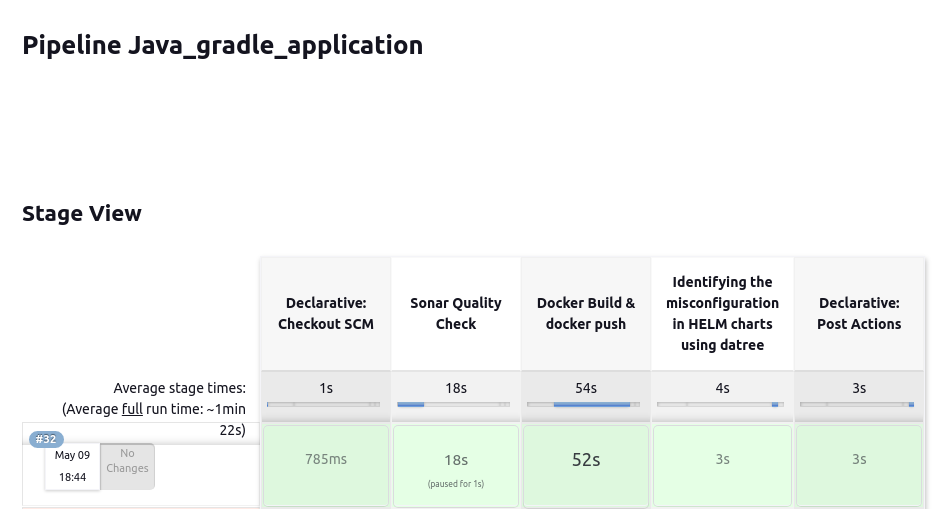 Pipeline Java_gradle_application
Stage View
Declarative:
Checkout SCM
Sonar Quality
Check
Docker Build &
docker push
Identifying the
misconfiguration
in HELM charts
using datree
Declarative:
Post Actions
Average stage times:
(Average full run time: ~1min
22s)
1s
18s
54s
4s
3s
#32
May 09
18:44
No
Changes
785ms
18s
(paused for 1s)
52s
3s
3s